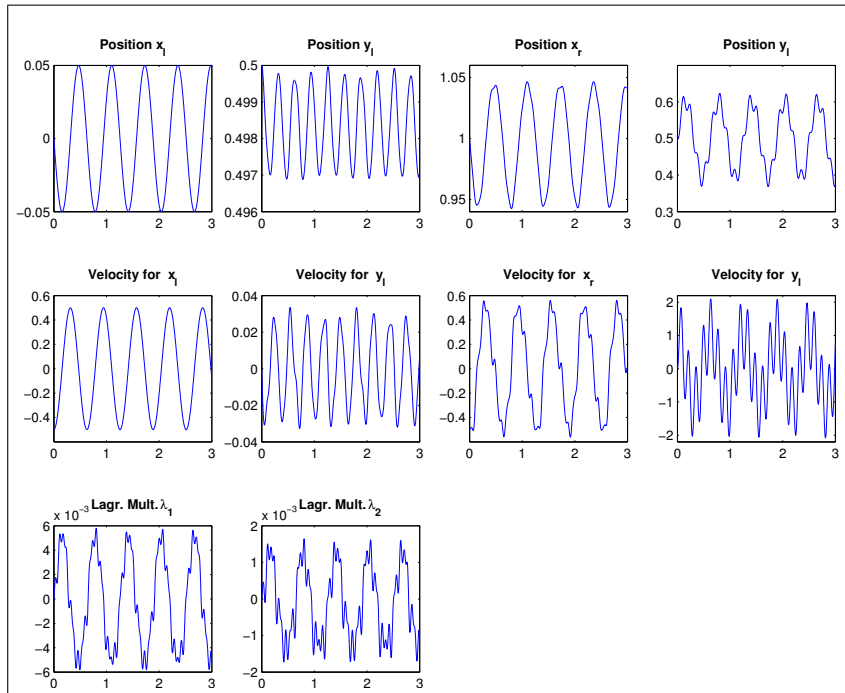 Position x_l
Position y_l
Position x_r
Position y_l
0.05
0
-0.05
0 1 2 3
0.5
0.499
0.498
0.497
0.496
0 1 2 3
1.05
1
0.95
0 1 2 3
0.6
0.5
0.4
0.3
0 1 2 3
Velocity for x_l
Velocity for y_l
Velocity for x_r
Velocity for y_l
0.6
0.4
0.2
0
−0.2
−0.4
0 1 2 3
0.04
0.02
0
−0.02
−0.04
0 1 2 3
0.6
0.4
0.2
0
−0.2
−0.4
0 1 2 3
2
1
0
−1
−2
0 1 2 3
x 10^−3 Lagr. Mult. λ_1
x 10^−3 Lagr. Mult. λ_2
6
4
2
0
−2
−4
−6
0 1 2 3
2
1
0
−1
−2
0 1 2 3